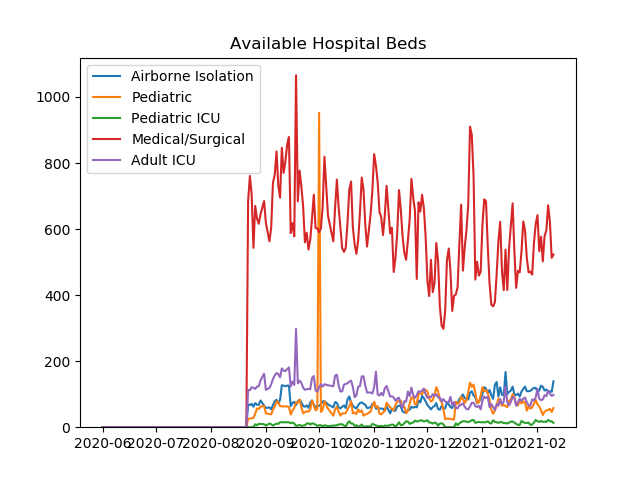 Available Hospital Beds
Airborne Isolation
Pediatric
Pediatric ICU
Medical/Surgical
Adult ICU
1000
800
600
400
200
0
2020-06 2020-07 2020-08 2020-09 2020-10 2020-11 2020-12 2021-01 2021-02